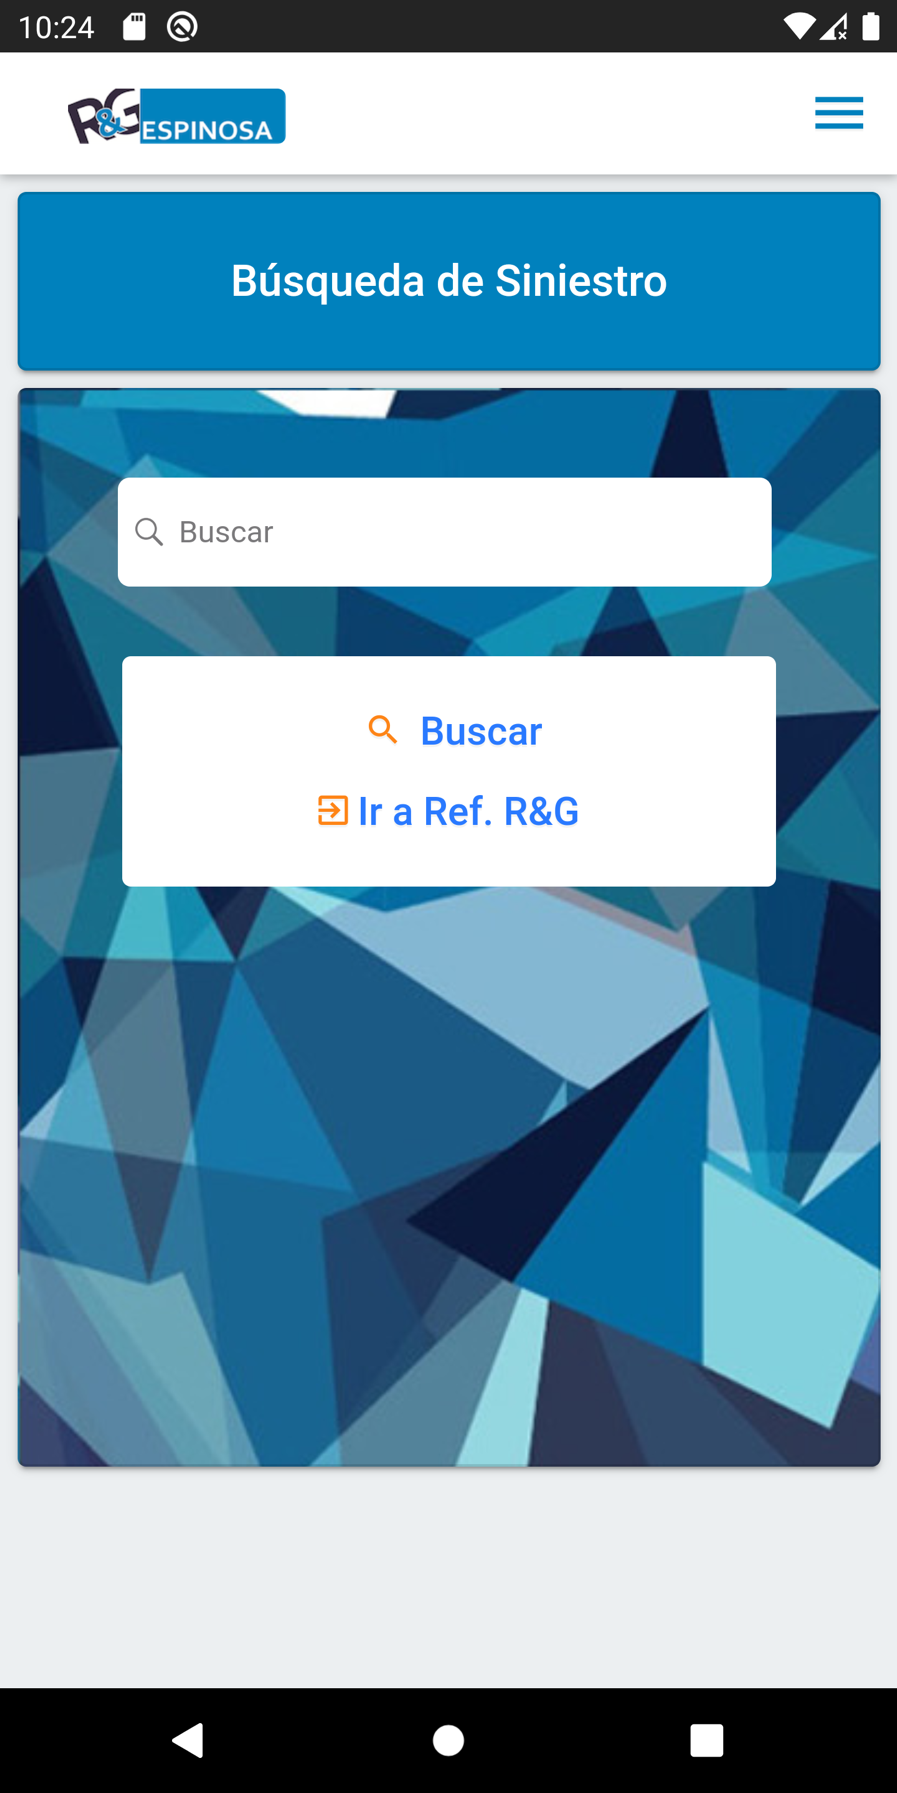 10:24
R&G ESPINOSA
Búsqueda de Siniestro
Buscar
Buscar
Ir a Ref. R&G